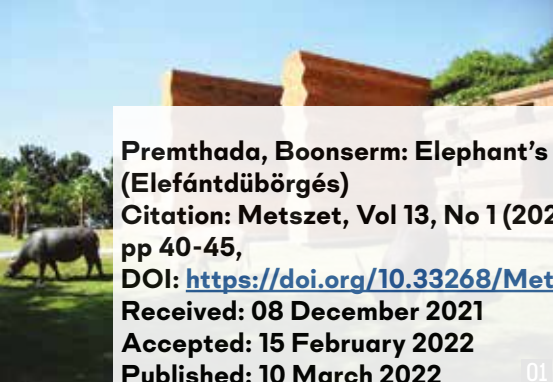 Premthada, Boonserm: Elephant's
(Elefántdübörgés)
Citation: Metszet, Vol 13, No 1 (202
pp 40-45,
DOI: https://doi.org/10.33268/Met
Received: 08 December 2021
Accepted: 15 February 2022
Published: 10 March 2022
01